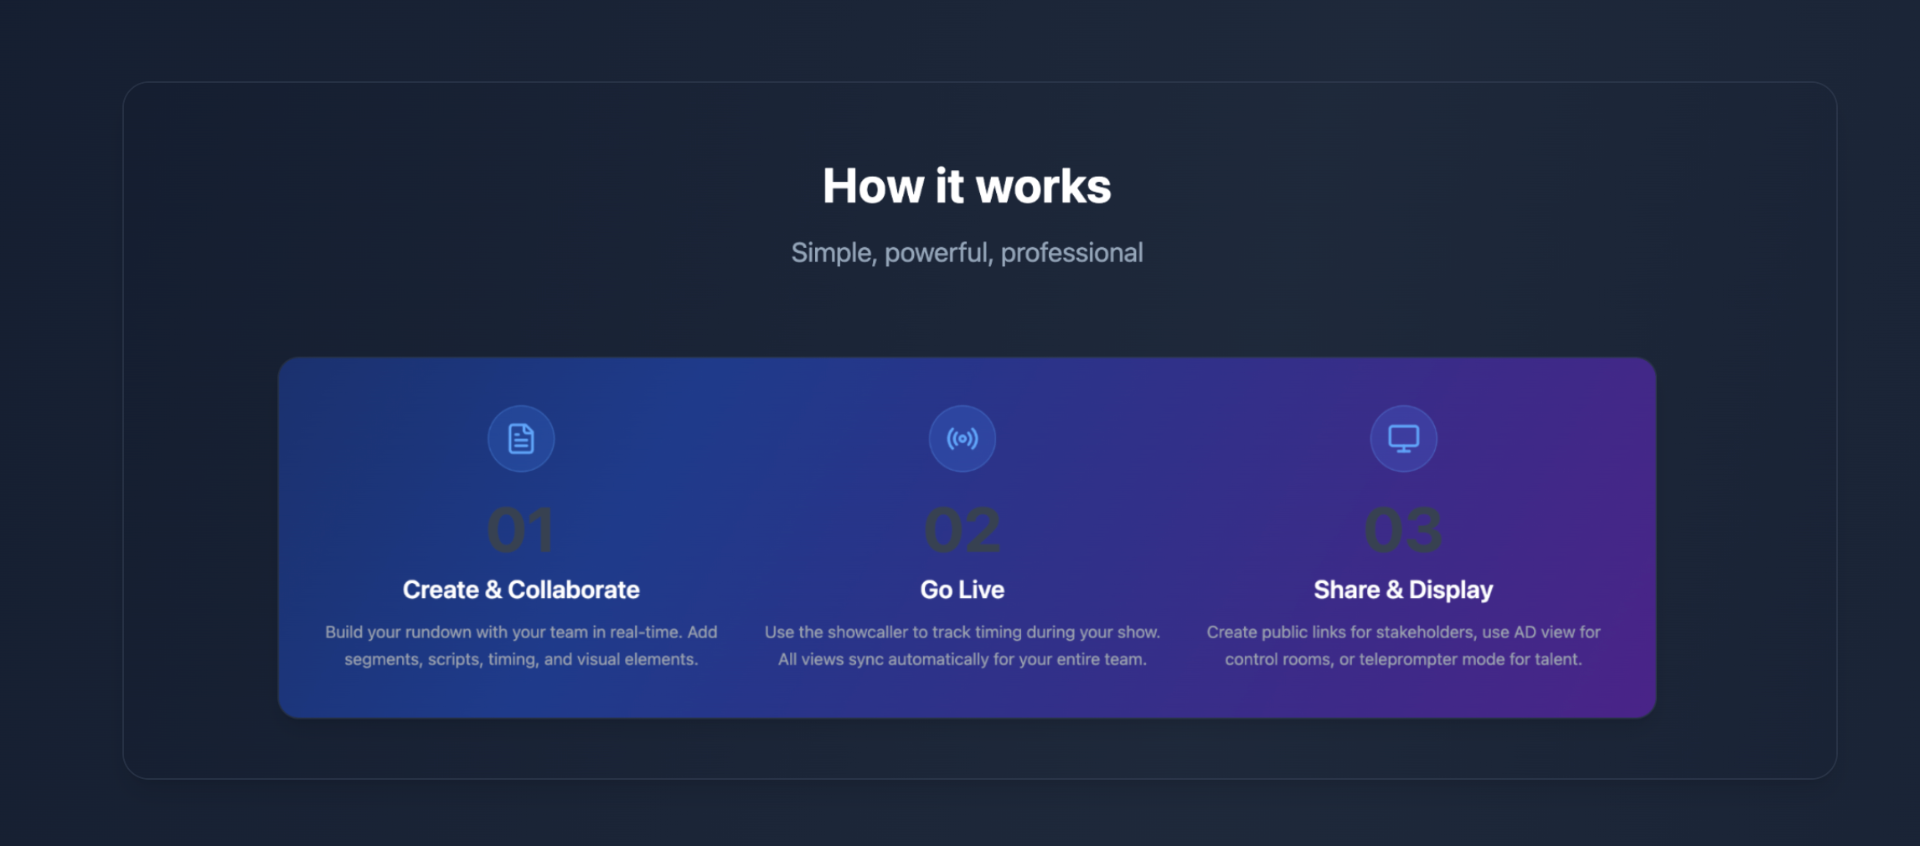 How it works
Simple, powerful, professional
01
Create & Collaborate
Build your rundown with your team in real-time. Add
segments, scripts, timing, and visual elements.
02
Go Live
Use the showcaller to track timing during your show.
All views sync automatically for your entire team.
03
Share & Display
Create public links for stakeholders, use AD view for
control rooms, or teleprompter mode for talent.